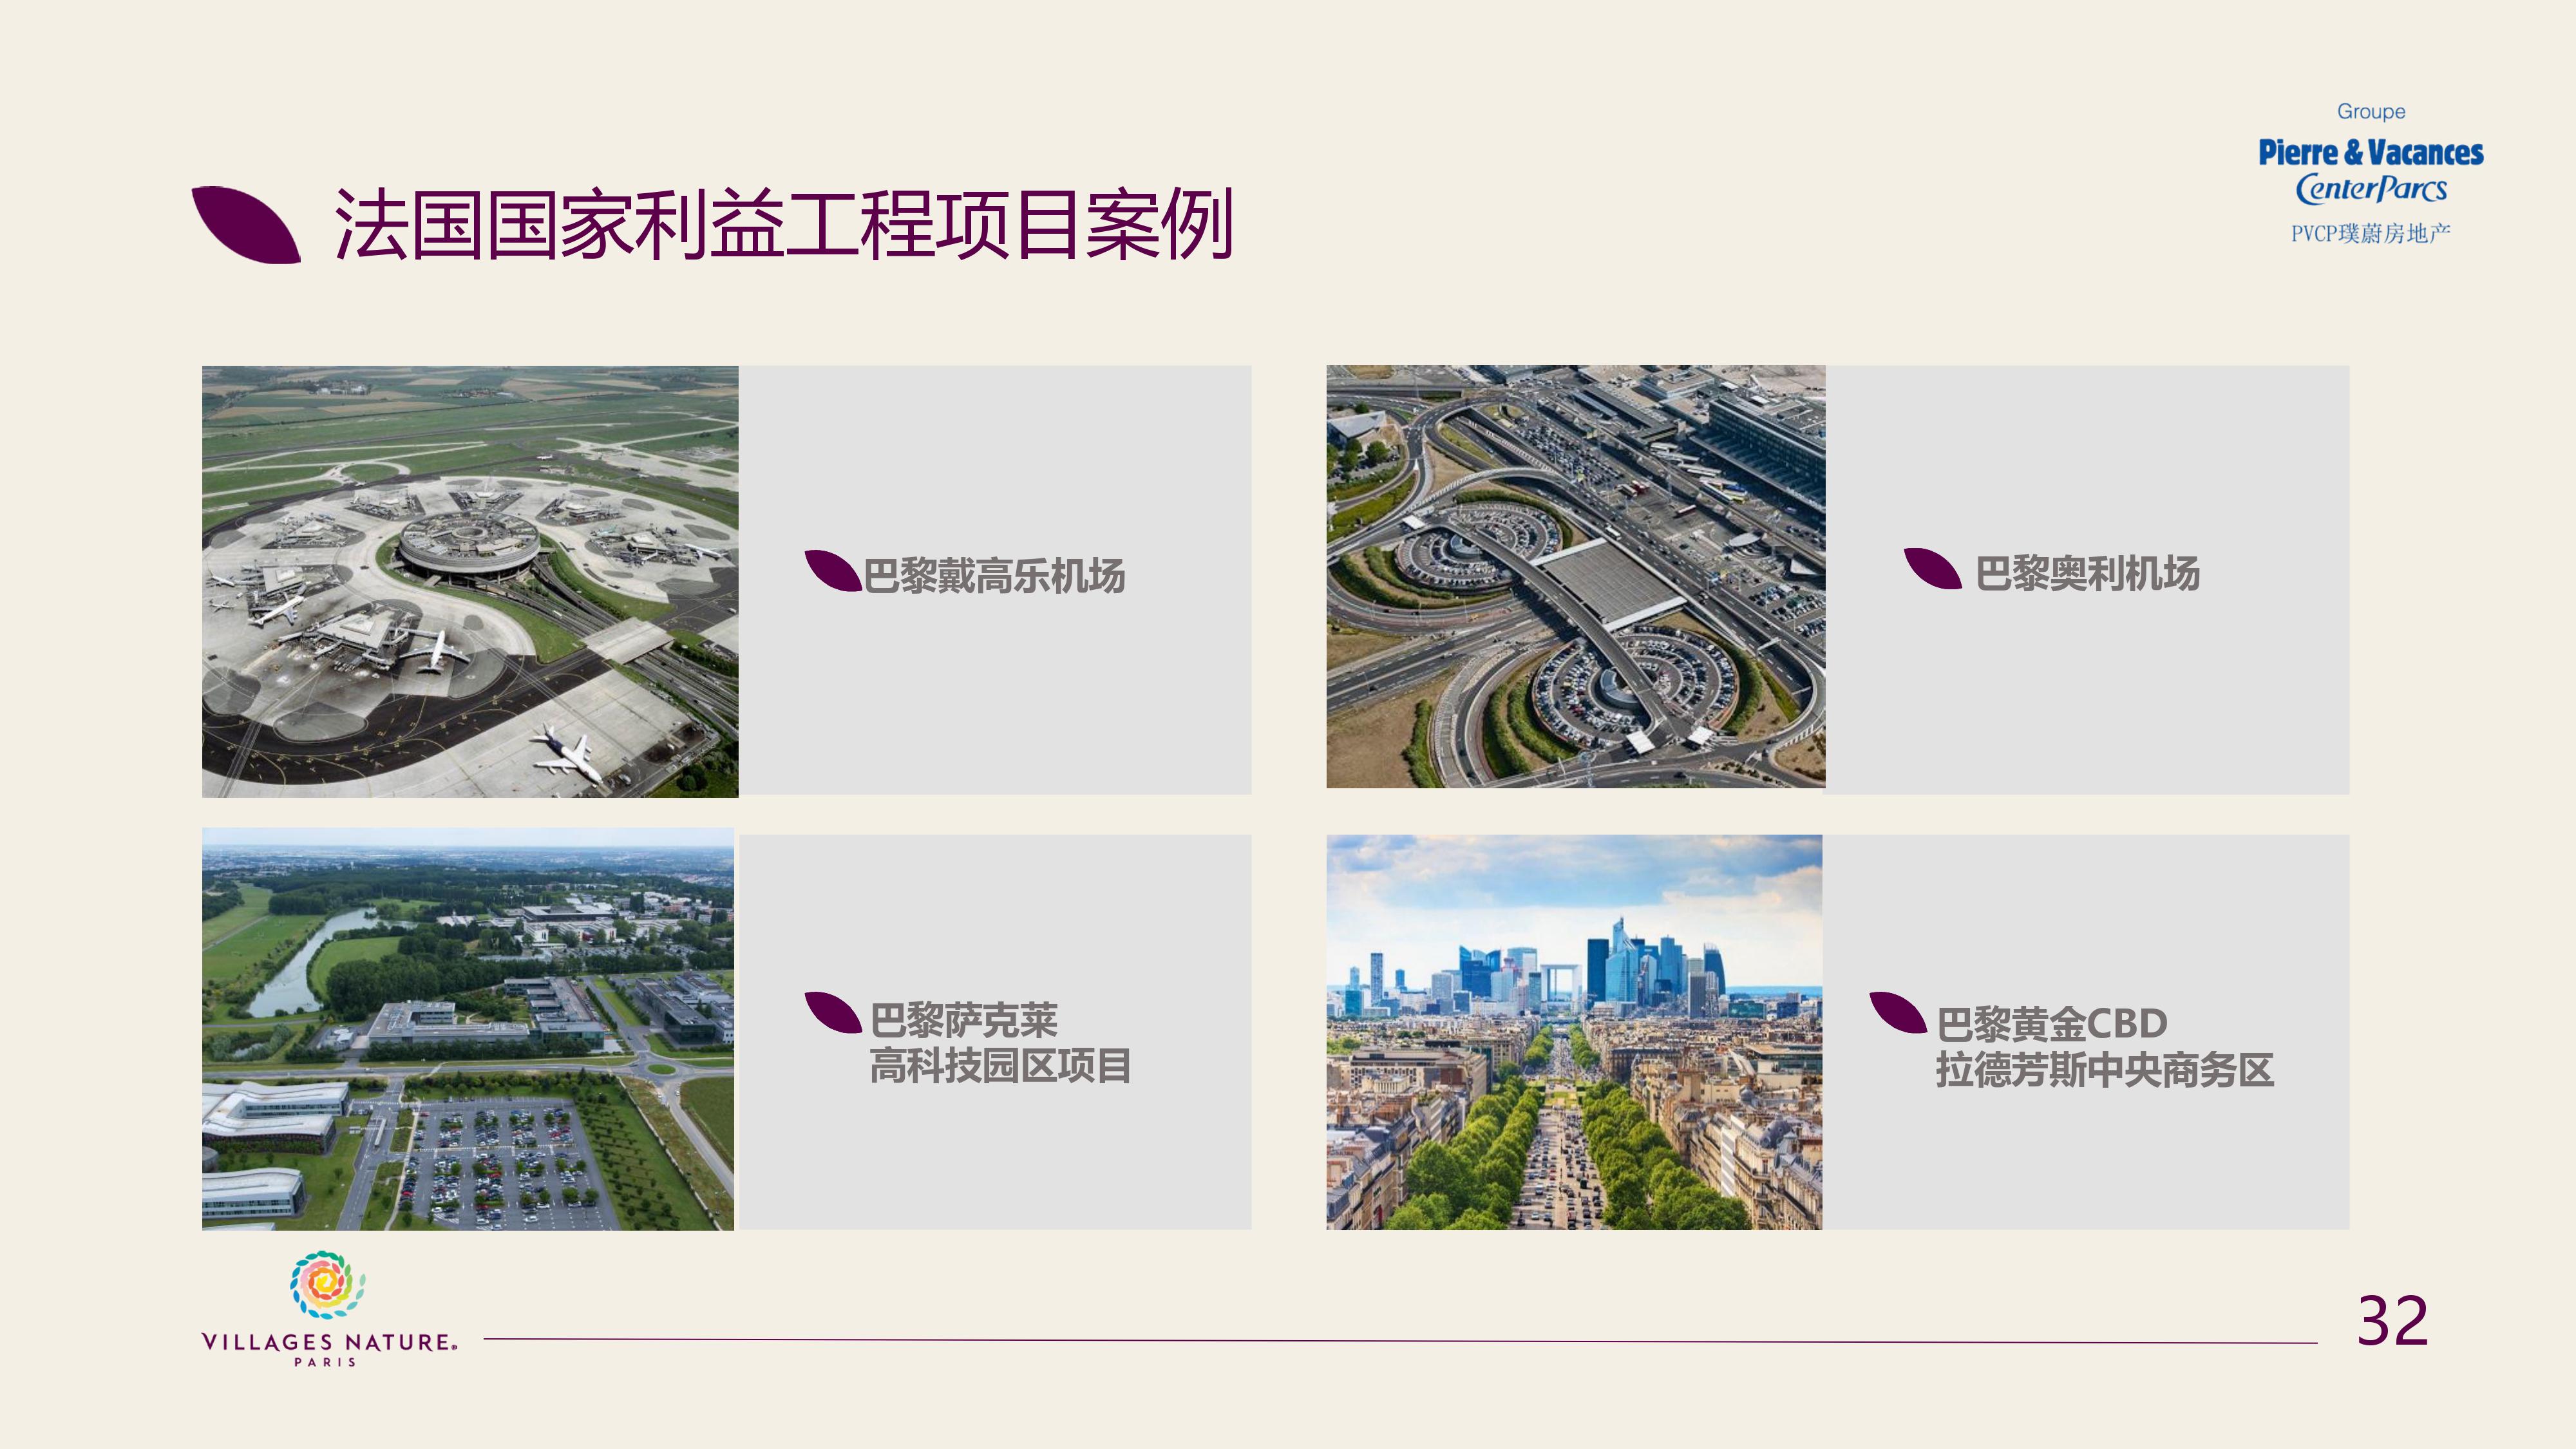 Groupe
Pierre & Vacances
CenterParcs
PVCP璞蔚房地产
法国国家利益工程项目案例
巴黎戴高乐机场
巴黎奥利机场
巴黎萨克莱
高科技园区项目
巴黎黄金CBD
拉德芳斯中央商务区
VILLAGES NATURE®
PARIS
32